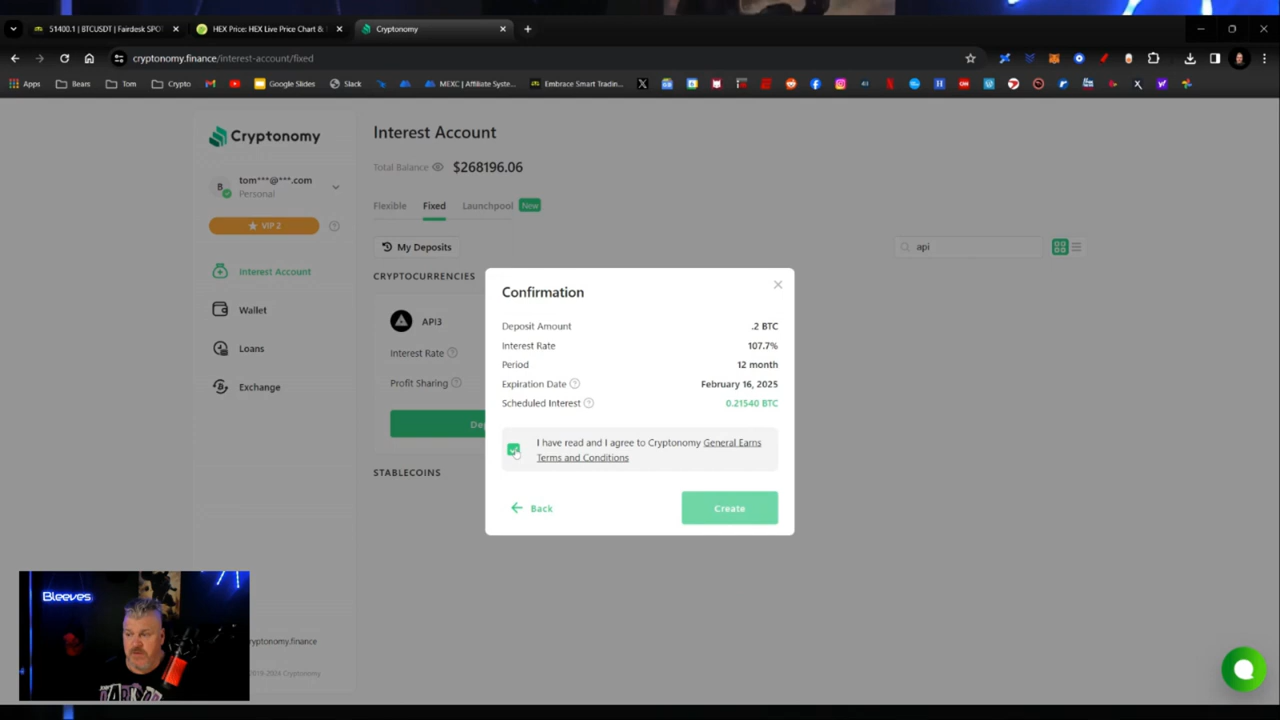 51400.1 | BTCUSDT | Fairdesk SPO
HEX Price: HEX Live Price Chart &
Cryptonomy
cryptonomy.finance/interest-account/fixed
Apps
Bears
Tom
Crypto
Google Slides
Slack
MEXC | Affiliate Syste...
Embrace Smart Trading...
Cryptonomy
B
tom***@***.com
Personal
VIP 2
Interest Account
Wallet
Loans
Exchange
Interest Account
Total Balance
$268196.06
Flexible
Fixed
Launchpool
New
My Deposits
api
CRYPTOCURRENCIES
API3
Interest Rate
Profit Sharing
De
STABLECOINS
Confirmation
Deposit Amount
.2 BTC
Interest Rate
107.7%
Period
12 month
Expiration Date
February 16, 2025
Scheduled Interest
0.21540 BTC
I have read and I agree to Cryptonomy General Earns
Terms and Conditions
Back
Create
Bleeves
ryptonomy.finance
Cryptonomy